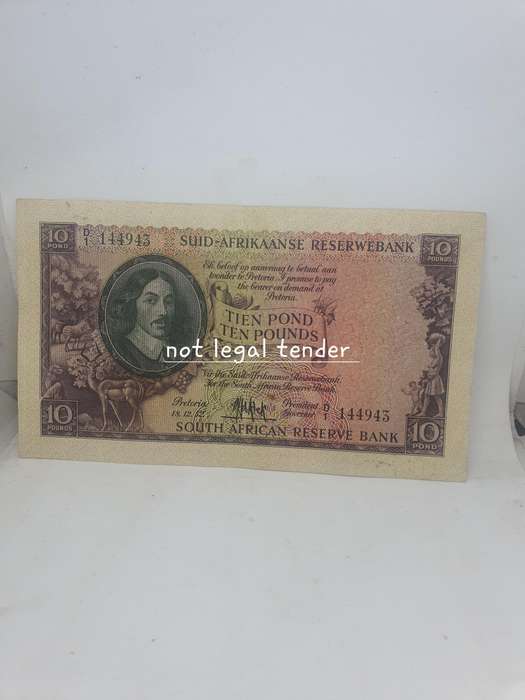 10
POND
D/1 144943
SUID-AFRIKAANSE RESERWEBANK
10
POUNDS
Ek beloof op aanvraag te betaal aan
toonder te Pretoria. I promise to pay
the bearer on demand at
Pretoria.
TIEN POND
TEN POUNDS
not legal tender
Vir die Suid-Afrikaanse Reserwebank
for the South African Reserve Bank
Pretoria
18.12.52
President
Governor
D/1 144943
10
POUNDS
SOUTH AFRICAN RESERVE BANK
10
POND